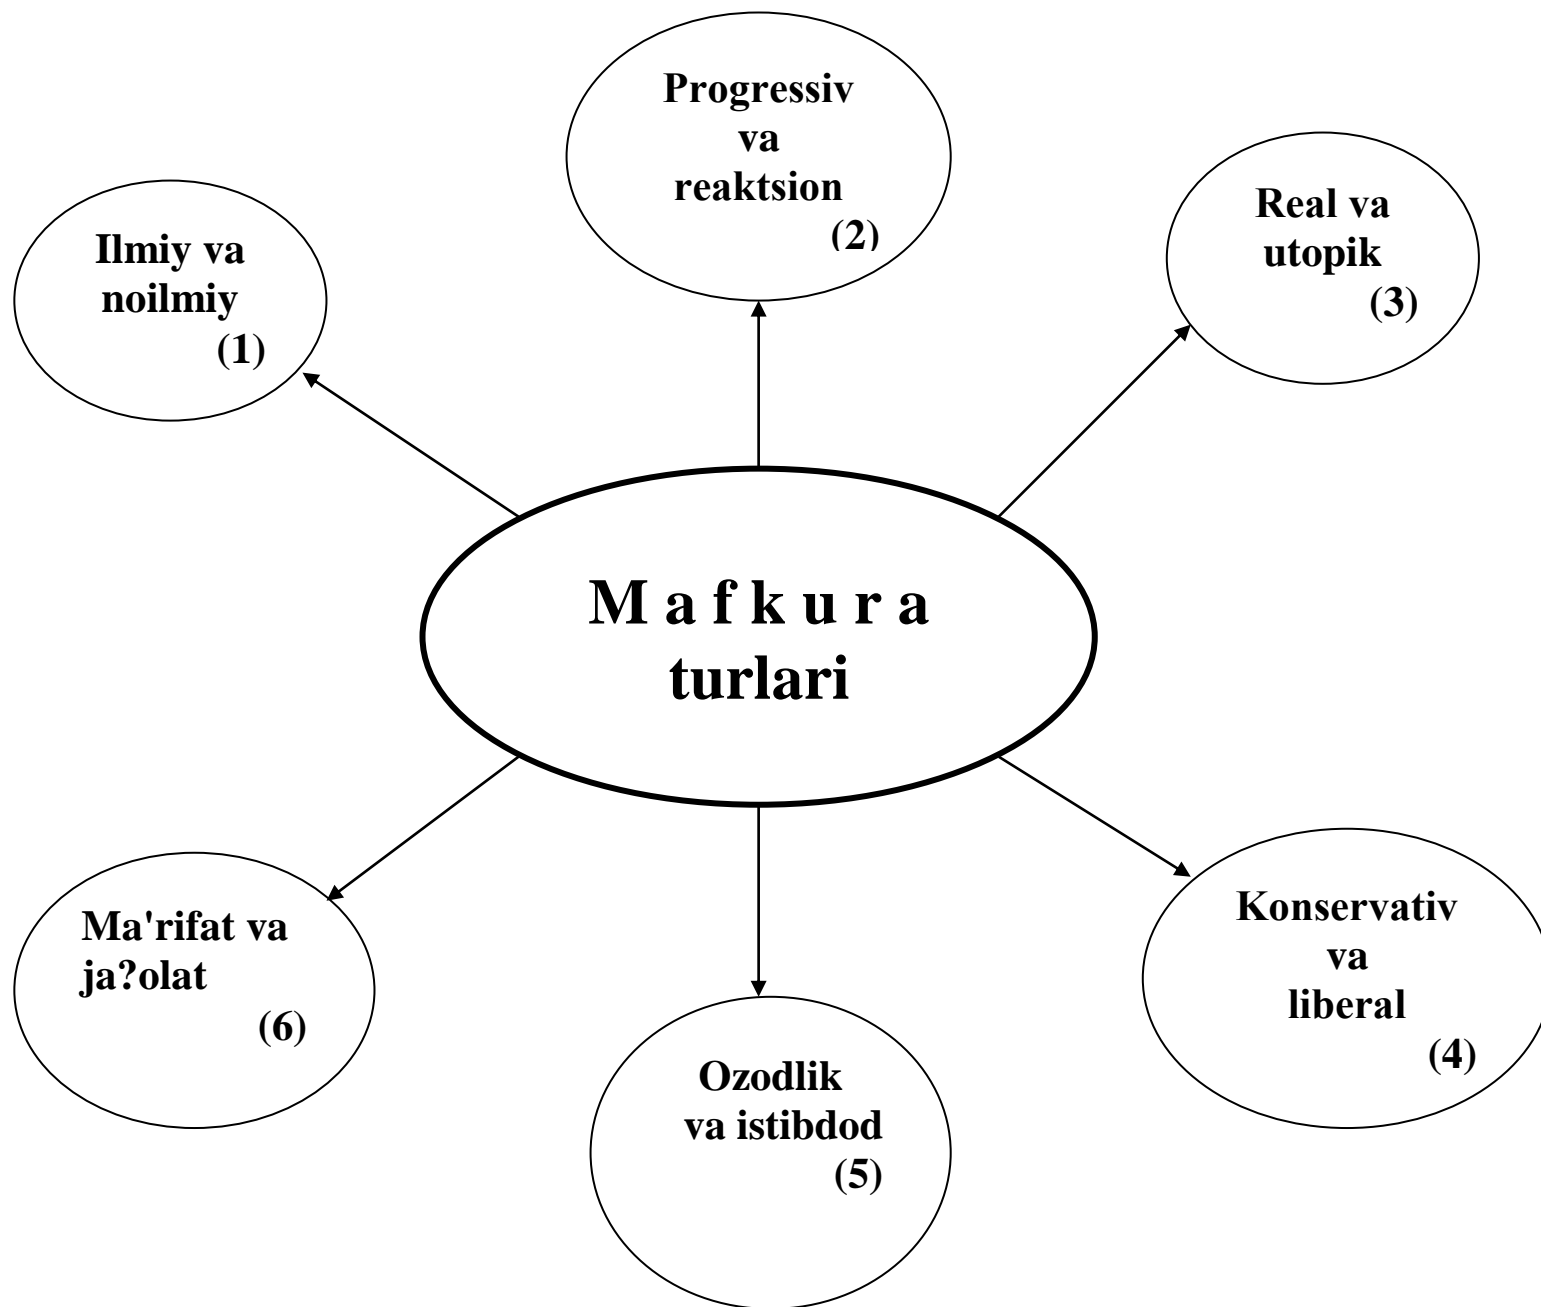 Progressiv
va
reaktsion
(2)
Real va
utopik
(3)
Ilmiy va
noilmiy
(1)
M a f k u r a
turlari
Konservativ
va
liberal
(4)
Ma'rifat va
ja?olat
(6)
Ozodlik
va istibdod
(5)